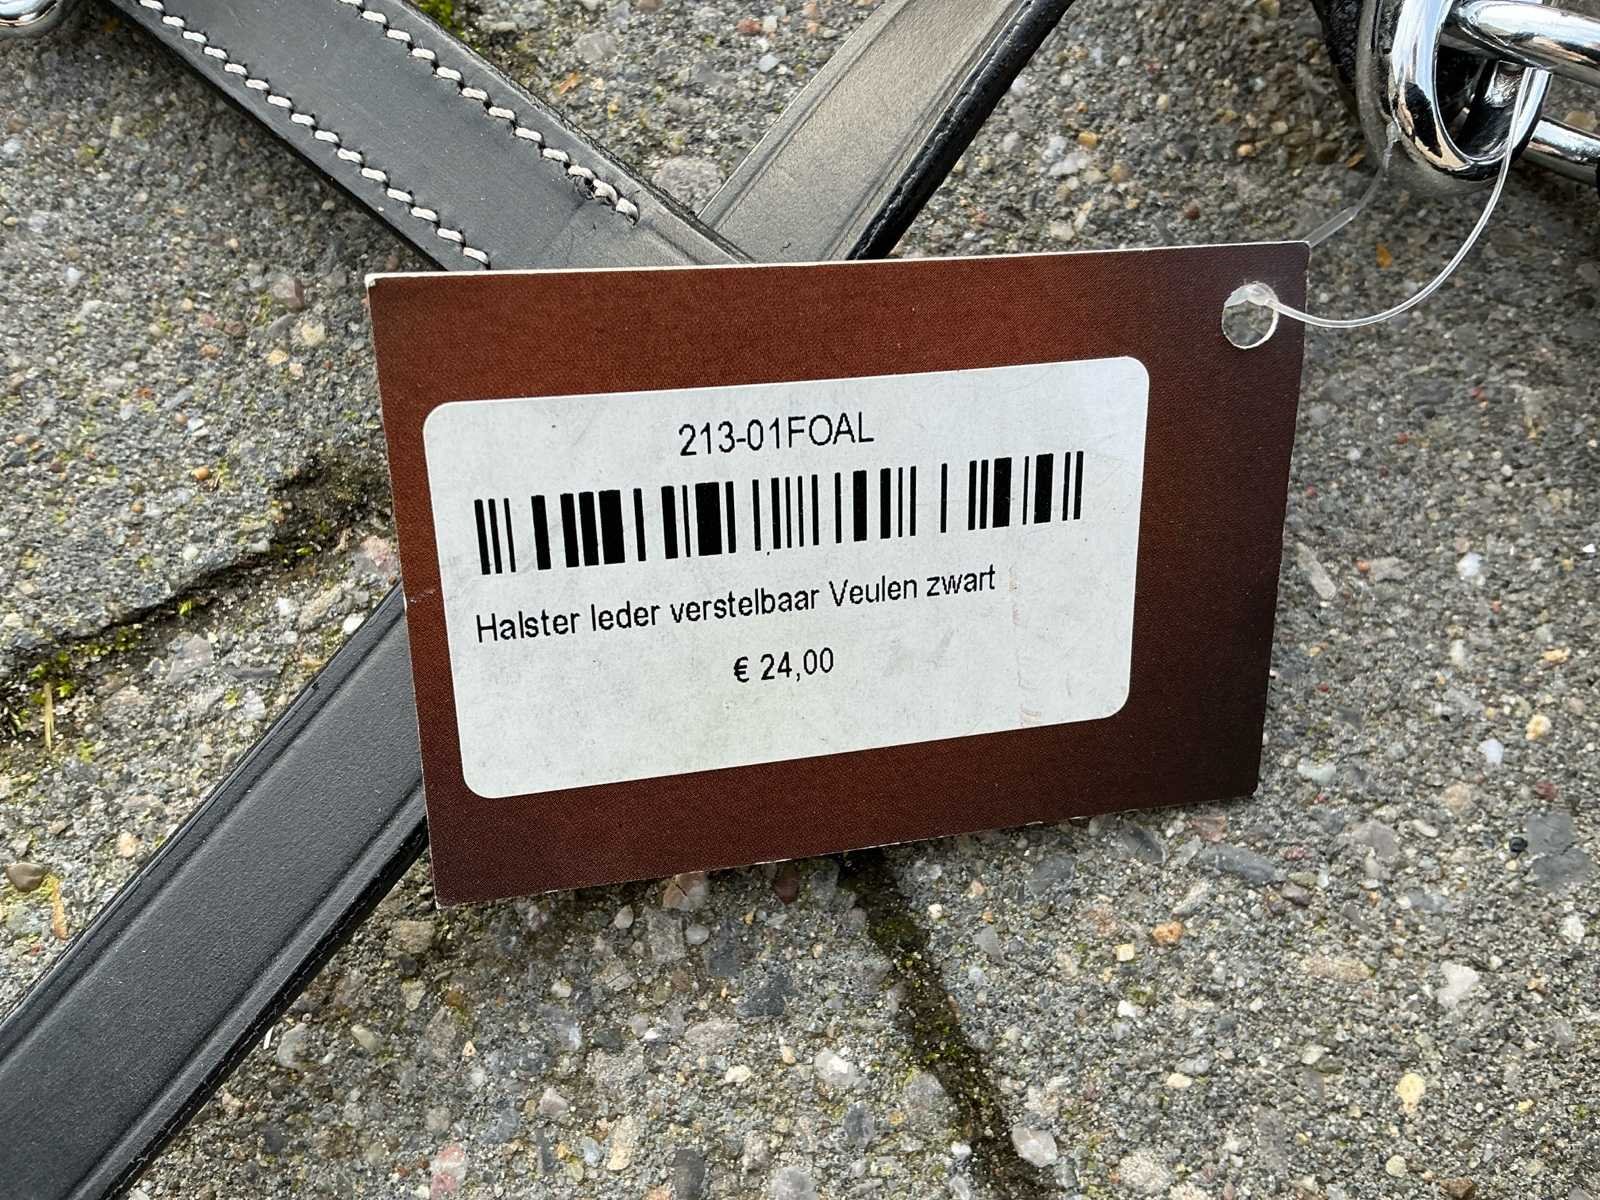 213-01FOAL
Halster leder verstelbaar Veulen zwart
€ 24,00